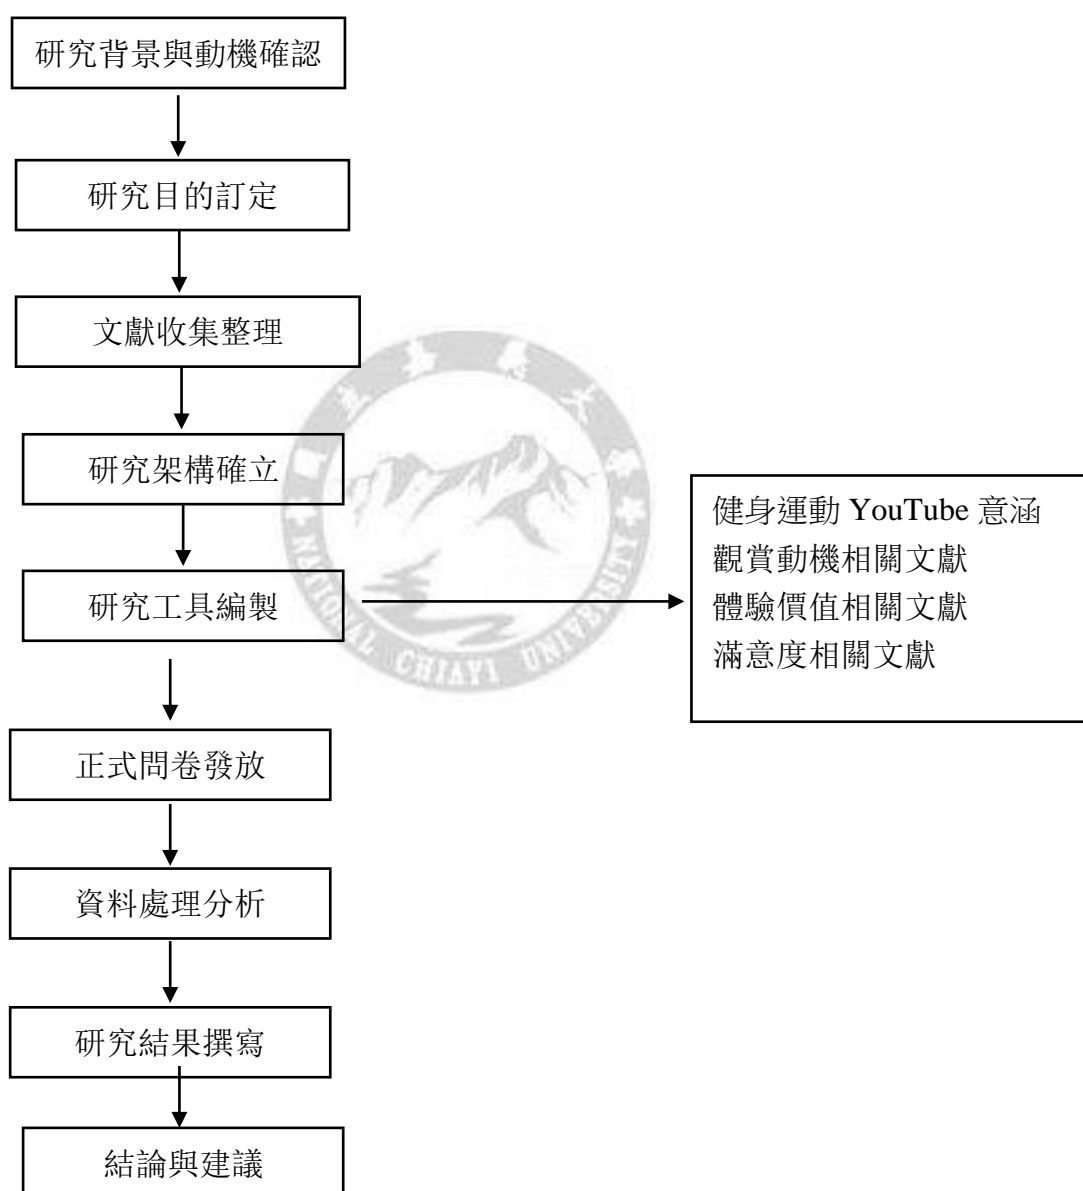 研究背景與動機確認
研究目的訂定
文獻收集整理
研究架構確立
研究工具編製
健身運動 YouTube 意涵
觀賞動機相關文獻
體驗價值相關文獻
滿意度相關文獻
正式問卷發放
資料處理分析
研究結果撰寫
結論與建議
NATIONAL CHIAYI UNIVERSITY